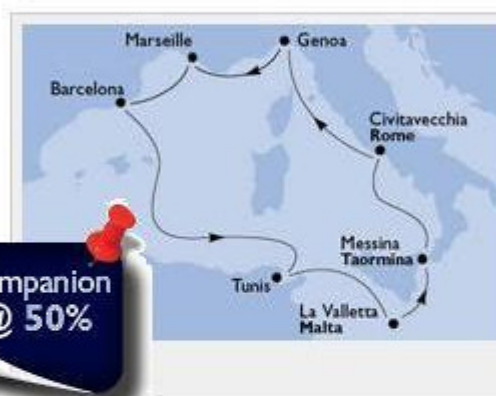 Marseille
Genoa
Barcelona
Civitavecchia
Rome
Messina
Taormina
Tunis
La Valletta
Malta
@ 50%